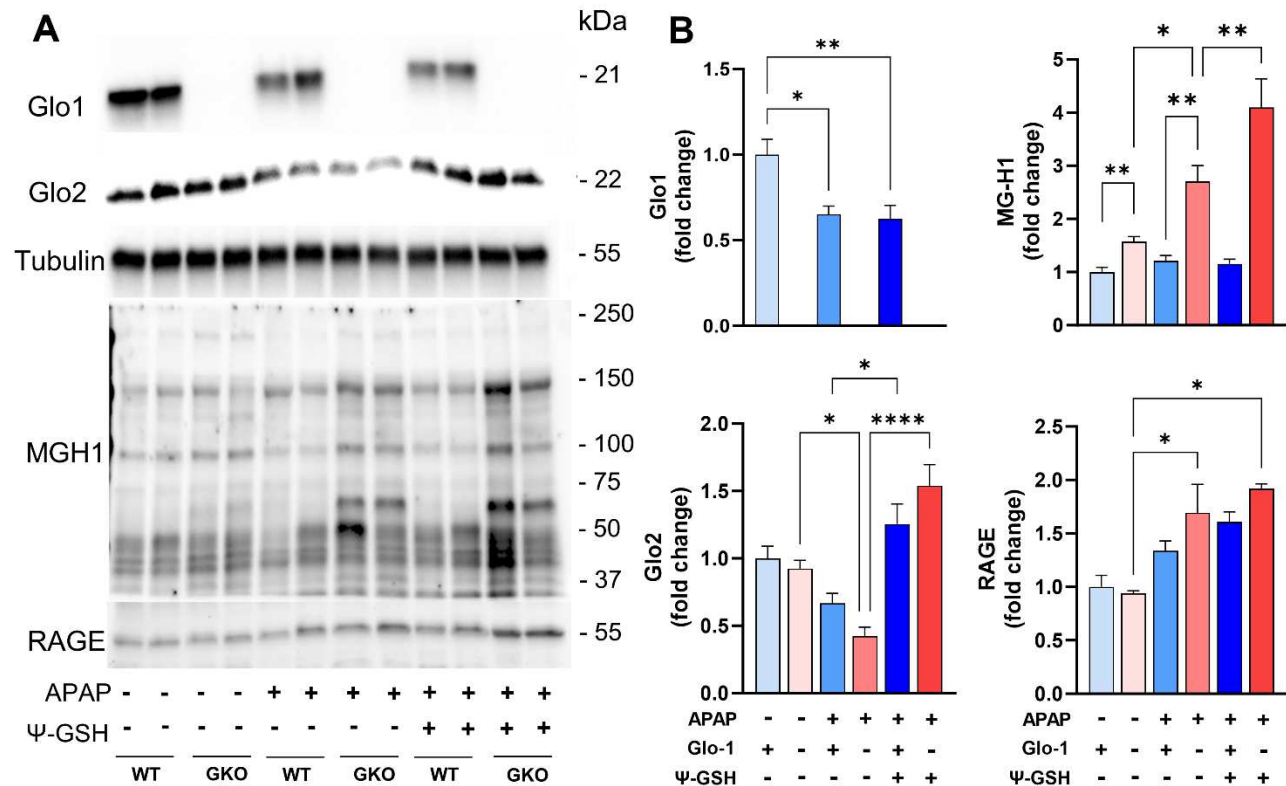 A
kDa
Glo1
- 21
Glo2
- 22
Tubulin
- 55
- 250
- 150
MGH1
- 100
- 75
- 50
- 37
RAGE
- 55
APAP - - - - + + + + + + + +
Ψ-GSH - - - - - - - - + + + +
WT GKO WT GKO WT GKO
B
Glo1
(fold change)
1.5
1.0
0.5
0.0
**
*
MG-H1
(fold change)
5
4
3
2
1
0
* **
**
**
Glo2
(fold change)
2.0
1.5
1.0
0.5
0.0
*
* ****
RAGE
(fold change)
2.5
2.0
1.5
1.0
0.5
0.0
*
*
APAP - - + + + +
Glo-1 + - + - + -
Ψ-GSH - - - - + +
APAP - - + + + +
Glo-1 + - + - + -
Ψ-GSH - - - - + +